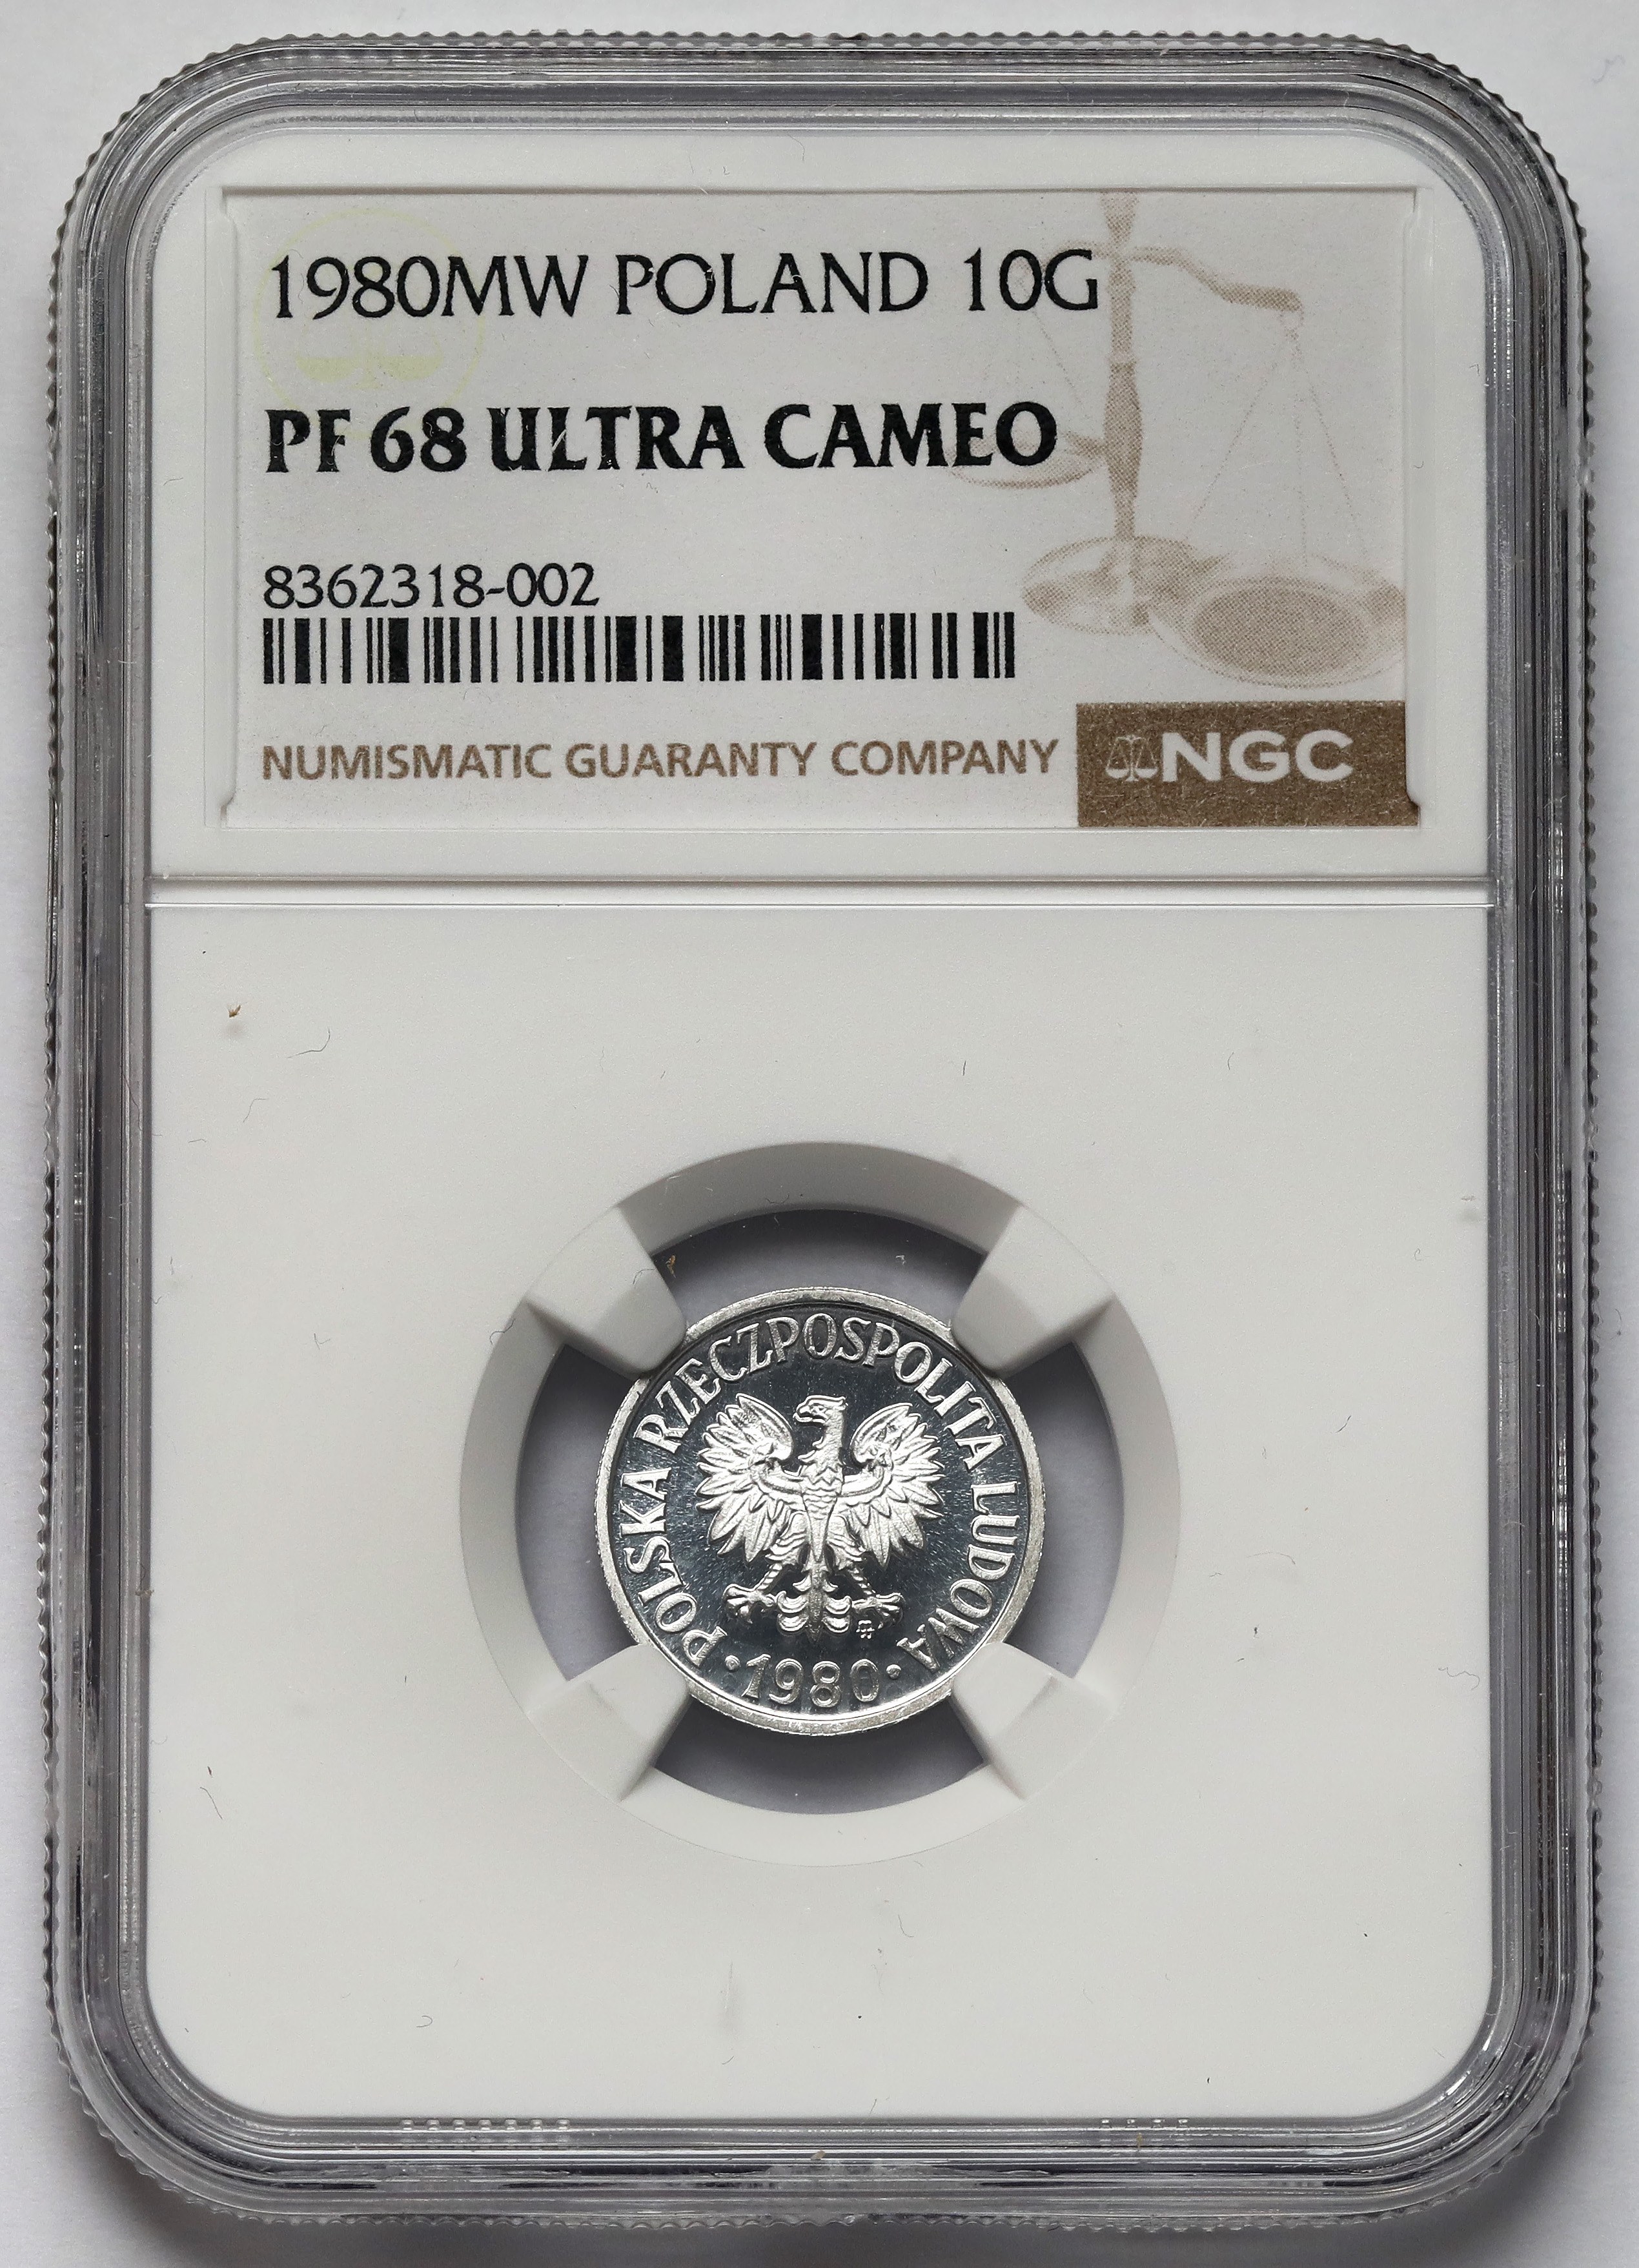 1980MW POLAND 10G
PF 68 ULTRA CAMEO
8362318-002
NUMISMATIC GUARANTY COMPANY
NGC
POLSKA RZECZPOSPOLITA LUDOWA
·1980·